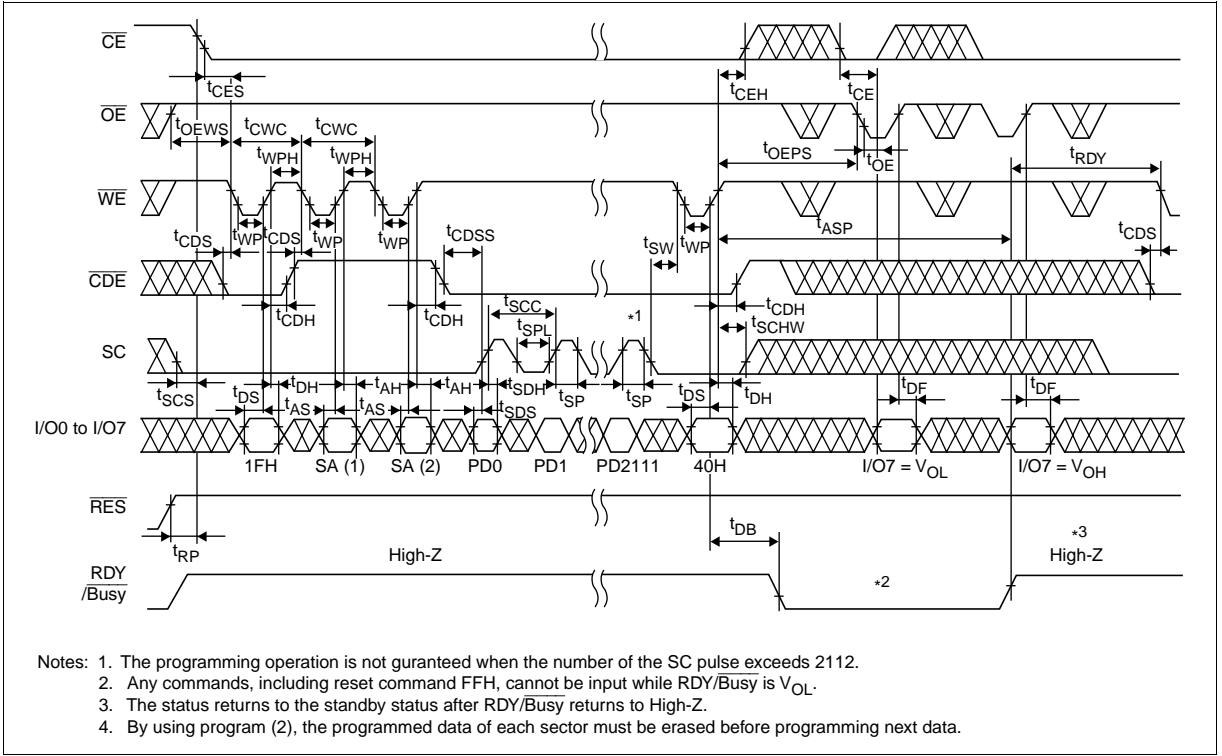 CE
tCES
tCEH
tCE
OE
tOEWS
tCWC
tCWC
tWPH
tWPH
tOEPS
tOE
tRDY
WE
tCDS
tWP
tCDS
tWP
tWP
tCDSS
tSW
tWP
tASP
tCDS
CDE
tCDH
tCDH
tSCC
tSPL
*1
tCDH
tSCHW
SC
tSCS
tDS
tDH
tAS
tAH
tAS
tAH
tSDH
tSDS
tSP
tSP
tDS
tDH
tDF
tDF
I/O0 to I/O7
1FH
SA (1)
SA (2)
PD0
PD1
PD2111
40H
I/O7 = VOL
I/O7 = VOH
RES
tRP
High-Z
tDB
*3
High-Z
RDY
/Busy
*2
Notes: 1. The programming operation is not guranteed when the number of the SC pulse exceeds 2112.
2. Any commands, including reset command FFH, cannot be input while RDY/Busy is VOL.
3. The status returns to the standby status after RDY/Busy returns to High-Z.
4. By using program (2), the programmed data of each sector must be erased before programming next data.